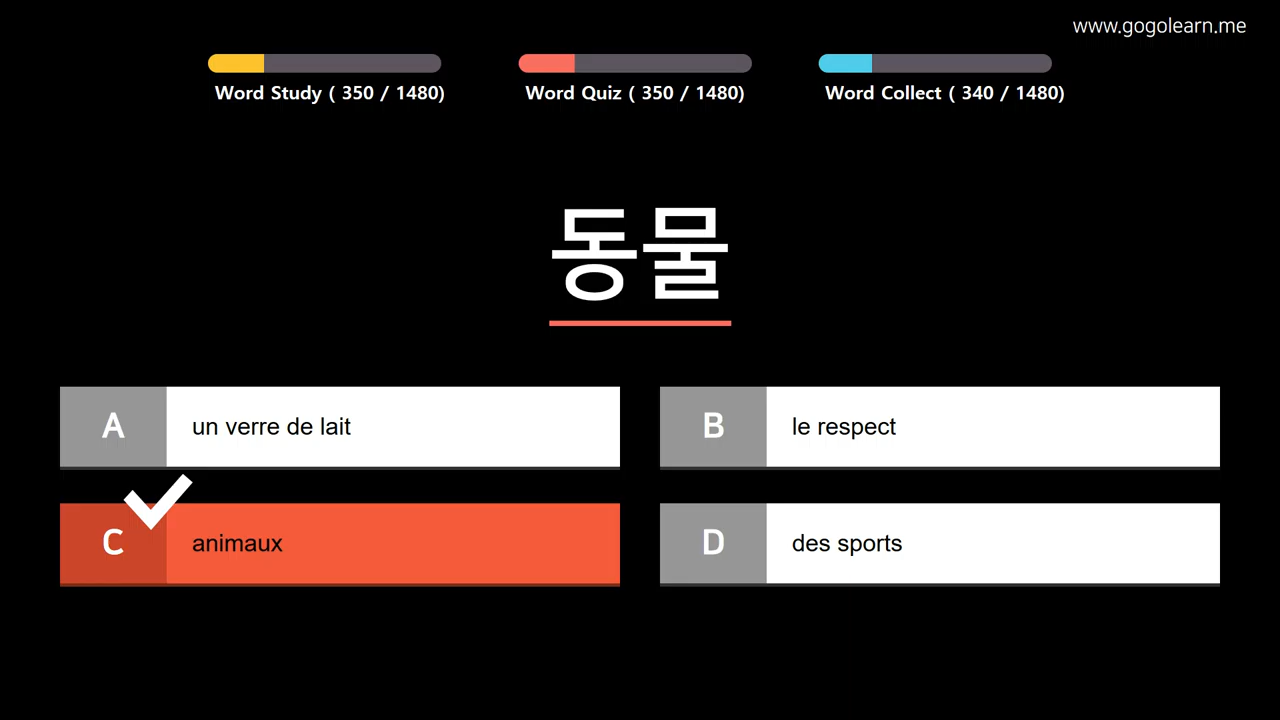 www.gogolearn.me
Word Study ( 350 / 1480)
Word Quiz ( 350 / 1480)
Word Collect ( 340 / 1480)
동물
A
un verre de lait
B
le respect
C
animaux
D
des sports